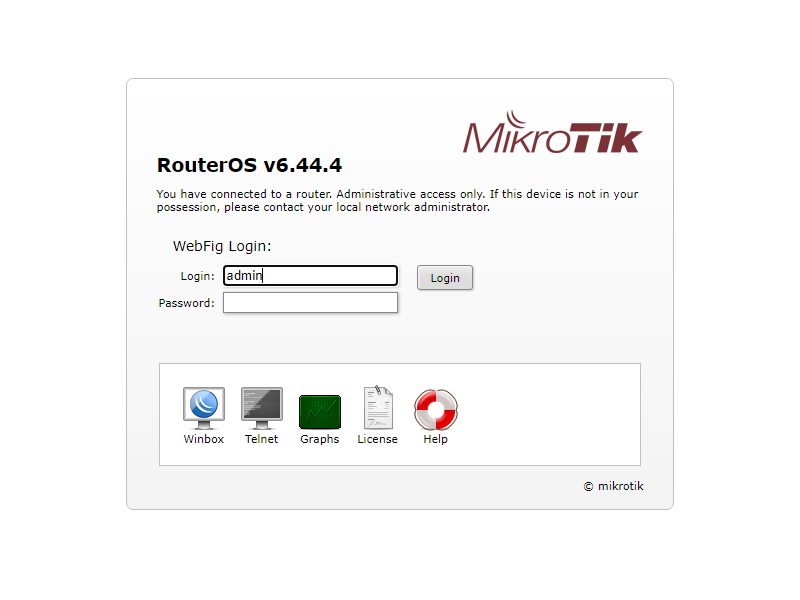 MikroTik
RouterOS v6.44.4
You have connected to a router. Administrative access only. If this device is not in your
possession, please contact your local network administrator.
WebFig Login:
Login: admin Login
Password:
Winbox Telnet Graphs License Help
© mikrotik